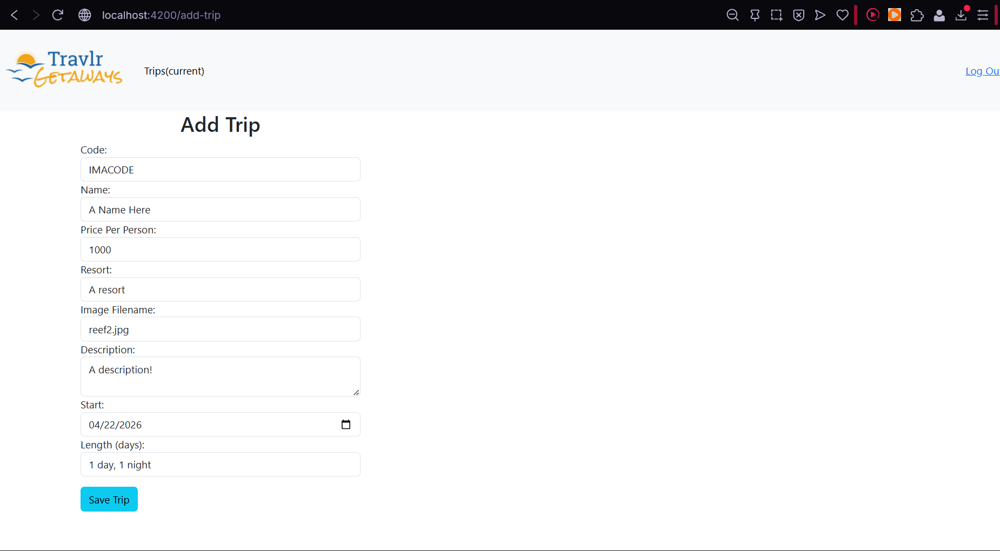 localhost:4200/add-trip
Travlr
GETAWAYS
Trips(current)
Log Out
Add Trip
Code:
IMACODE
Name:
A Name Here
Price Per Person:
1000
Resort:
A resort
Image Filename:
reef2.jpg
Description:
A description!
Start:
04/22/2026
Length (days):
1 day, 1 night
Save Trip